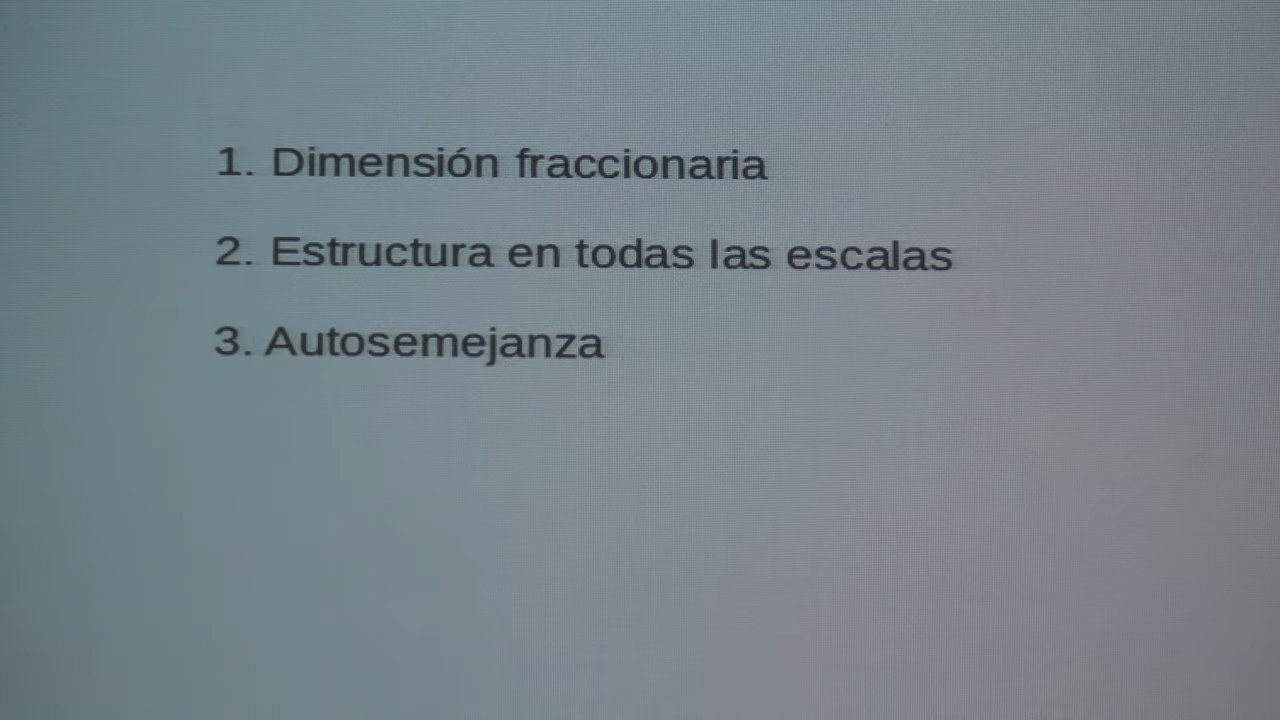 1. Dimensión fraccionaria
2. Estructura en todas las escalas
3. Autosemejanza